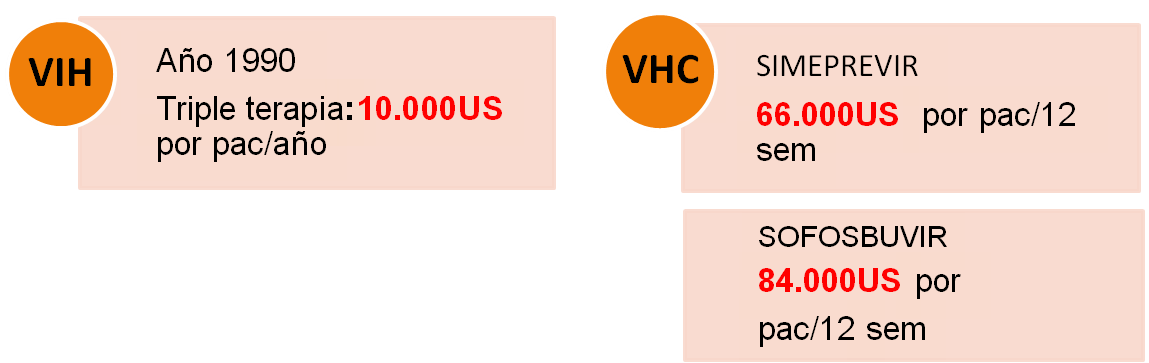 VIH
Año 1990
Triple terapia:10.000US
por pac/año
VHC
SIMEPREVIR
66.000US por pac/12
sem
SOFOSBUVIR
84.000US por
pac/12 sem